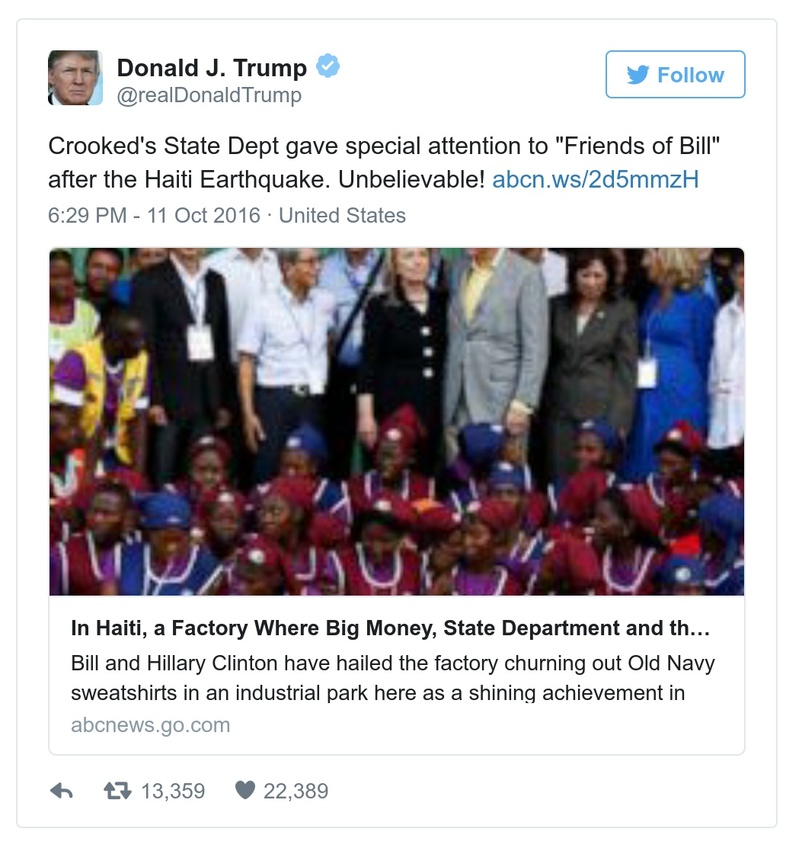 Donald J. Trump
@realDonaldTrump
Follow
Crooked's State Dept gave special attention to "Friends of Bill"
after the Haiti Earthquake. Unbelievable! abcn.ws/2d5mmzH
6:29 PM - 11 Oct 2016 · United States
In Haiti, a Factory Where Big Money, State Department and th…
Bill and Hillary Clinton have hailed the factory churning out Old Navy
sweatshirts in an industrial park here as a shining achievement in
abcnews.go.com
13,359 22,389